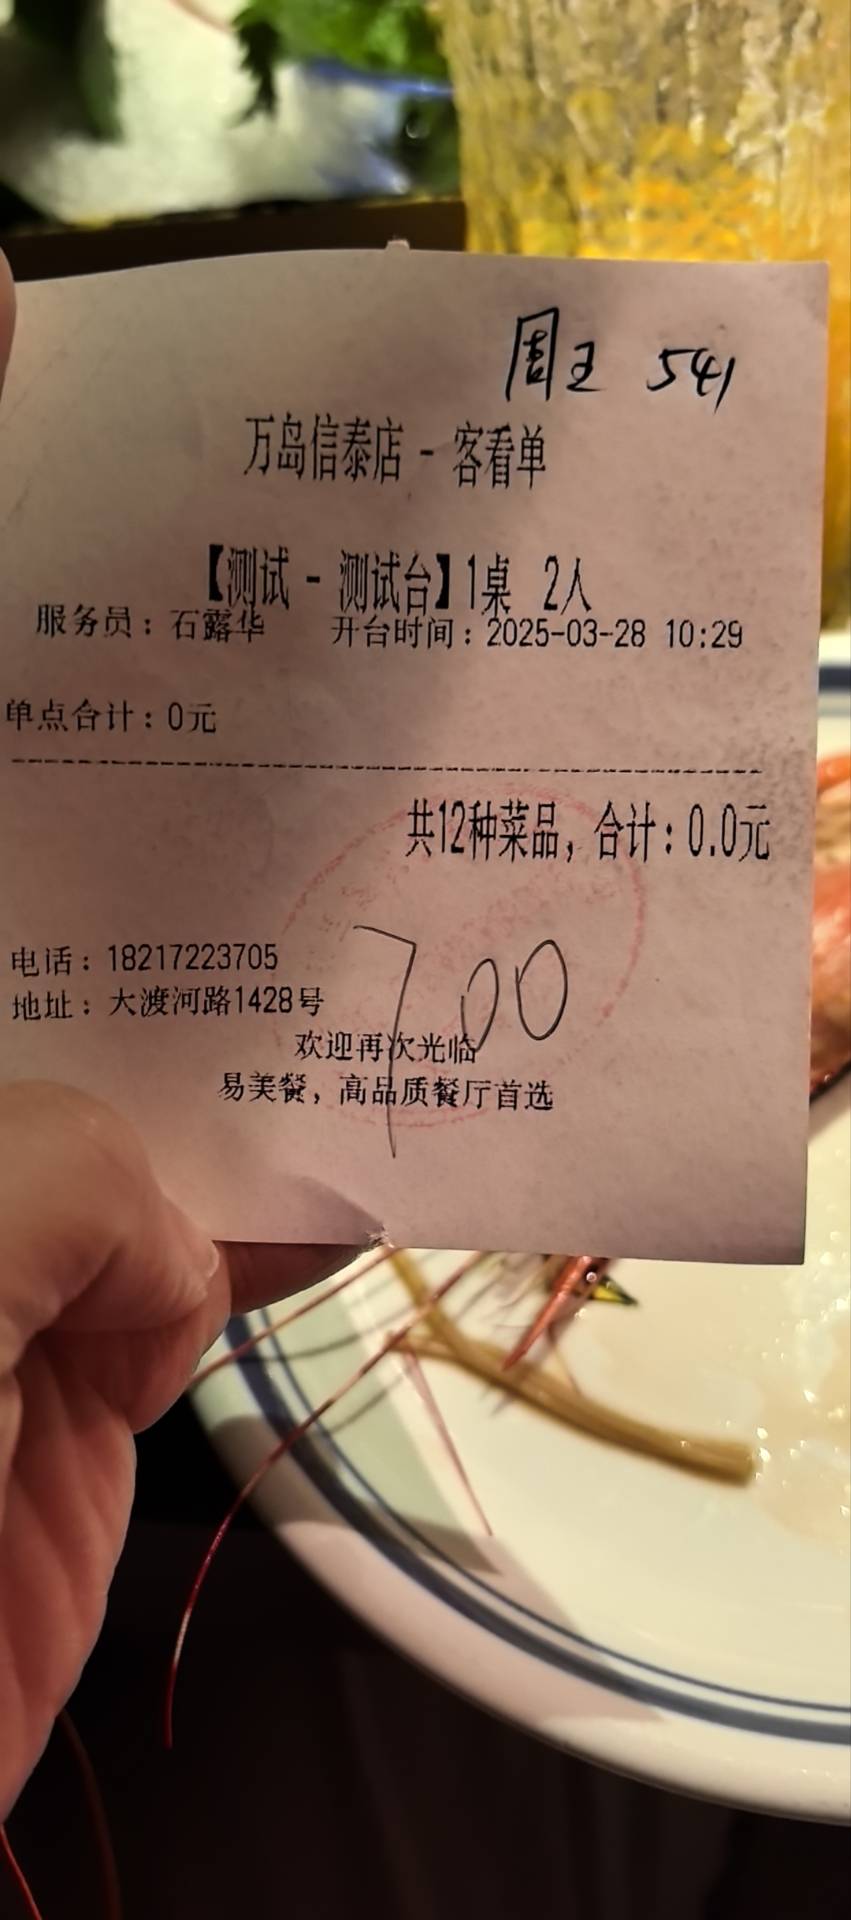 周王 541
万岛信泰店 - 客看单
【测试 - 测试台】1桌 2人
服务员：石露华 开台时间：2025-03-28 10:29
单点合计：0元
共12种菜品，合计：0.0元
700
电话：18217223705
地址：大渡河路1428号
欢迎再次光临
易美餐，高品质餐厅首选